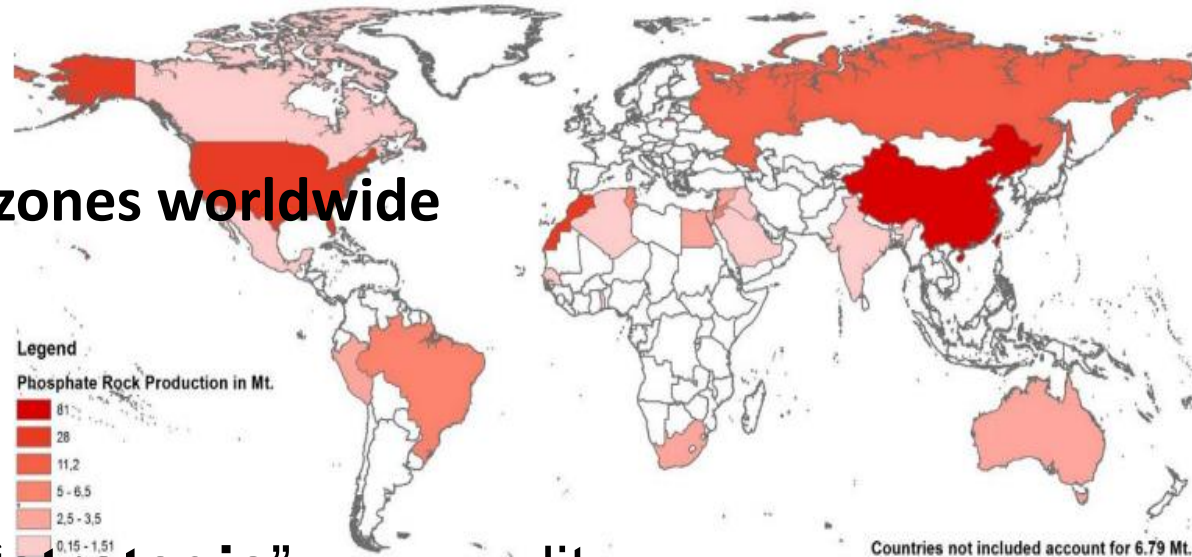 zones worldwide
Legend
Phosphate Rock Production in Mt.
81
28
11,2
5 - 6,5
2,5 - 3,5
0,15 - 1,51
Countries not included account for 6.79 Mt